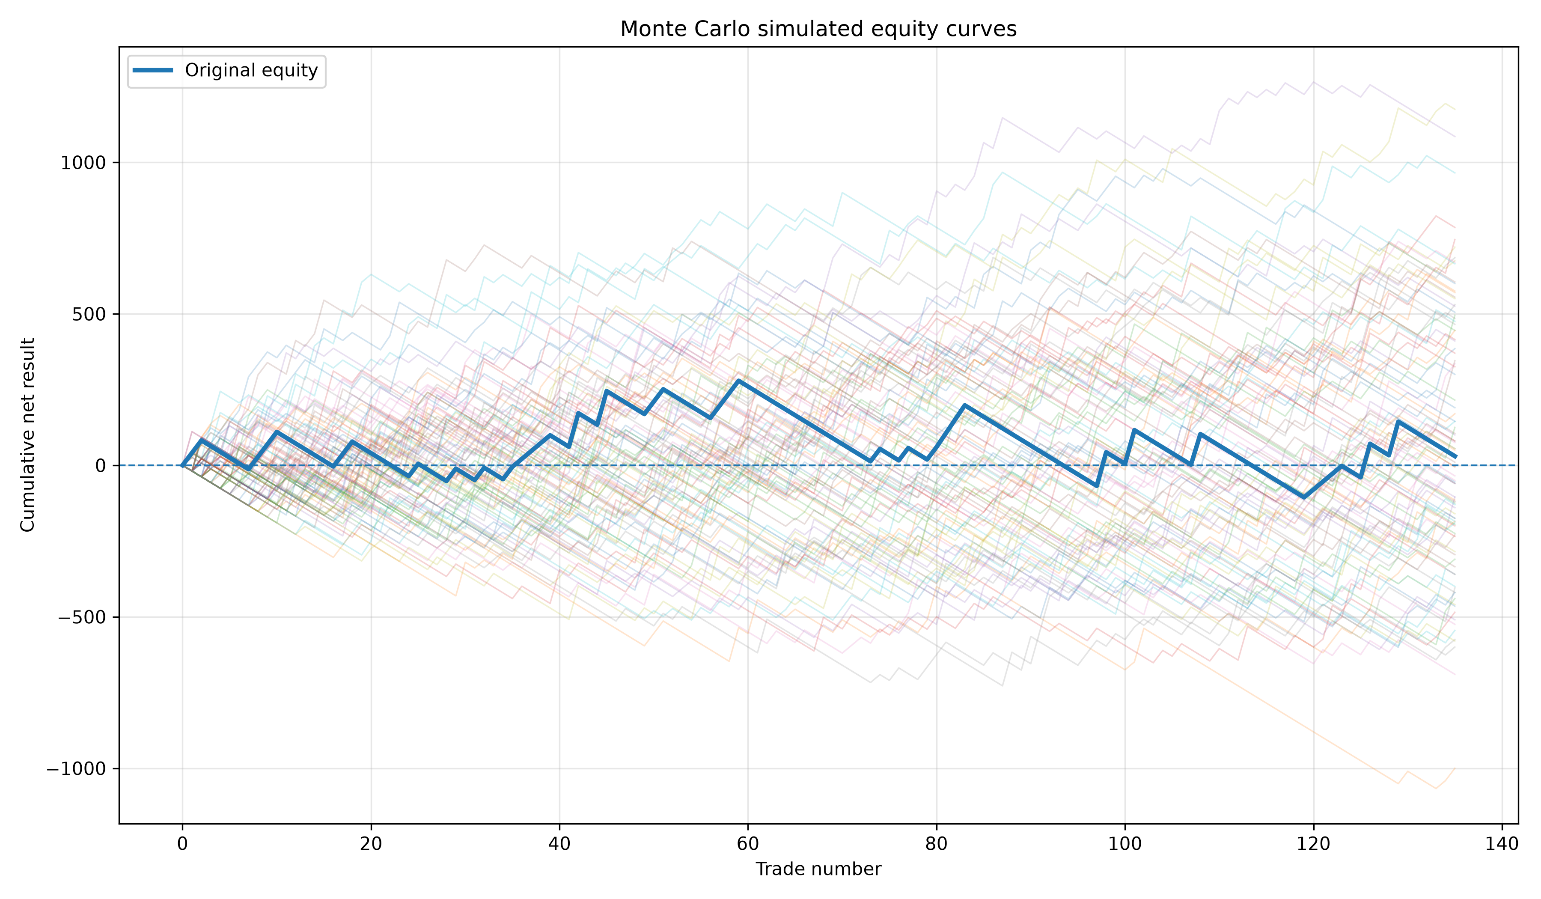 Monte Carlo simulated equity curves
Original equity
1000
500
0
−500
−1000
Cumulative net result
0 20 40 60 80 100 120 140
Trade number